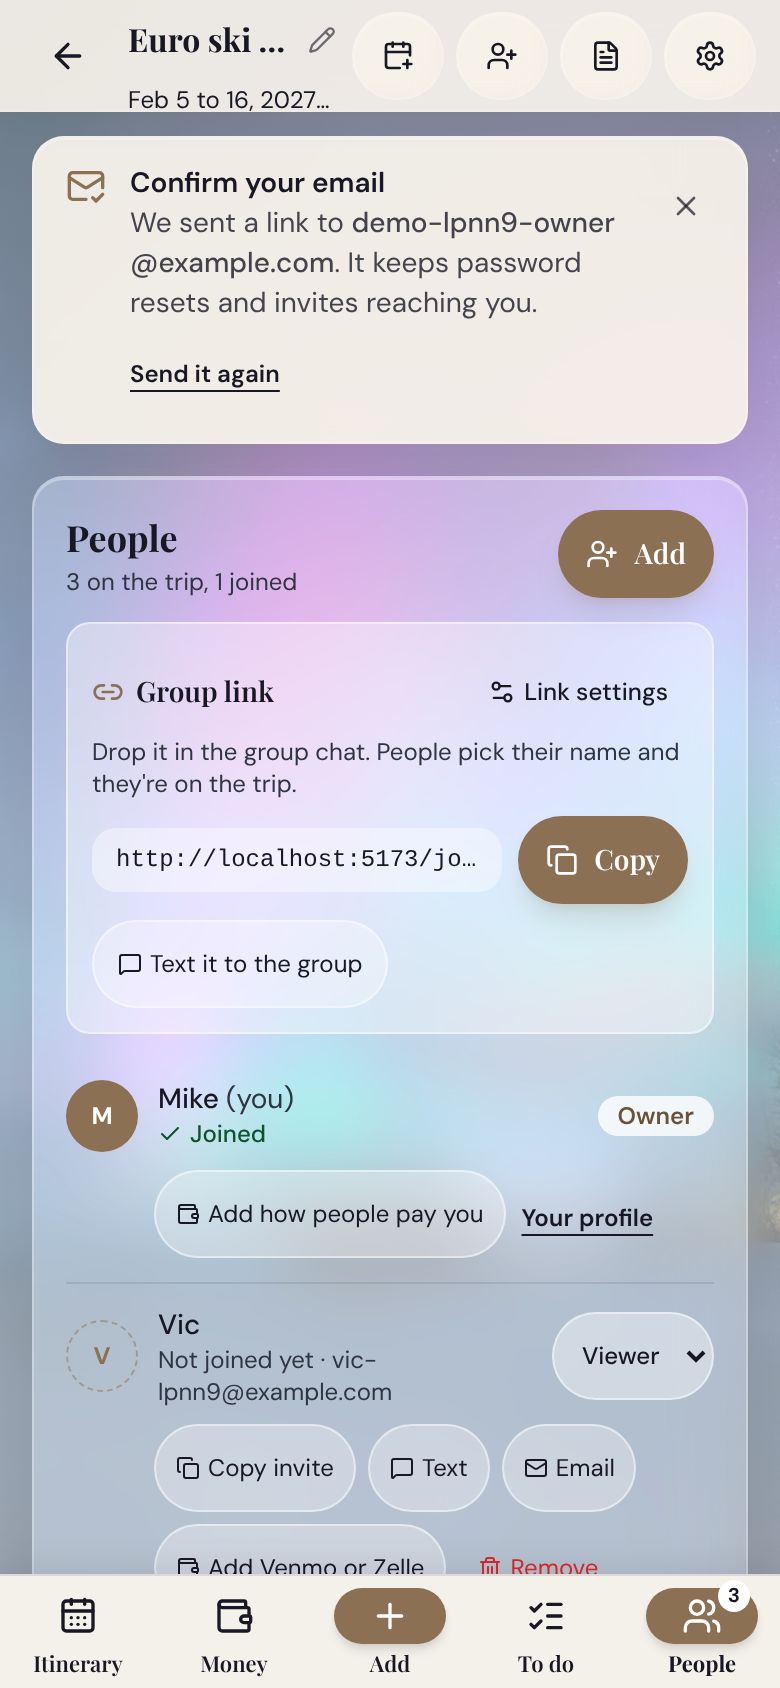 Euro ski ...
Feb 5 to 16, 2027...
Confirm your email
We sent a link to demo-lpnn9-owner
@example.com. It keeps password
resets and invites reaching you.
Send it again
People
3 on the trip, 1 joined
Add
Group link
Link settings
Drop it in the group chat. People pick their name and
they're on the trip.
http://localhost:5173/jo…
Copy
Text it to the group
M
Mike (you)
Joined
Owner
Add how people pay you
Your profile
V
Vic
Not joined yet · vic-
lpnn9@example.com
Viewer
Copy invite
Text
Email
Add Venmo or Zelle
Remove
3
Itinerary
Money
Add
To do
People